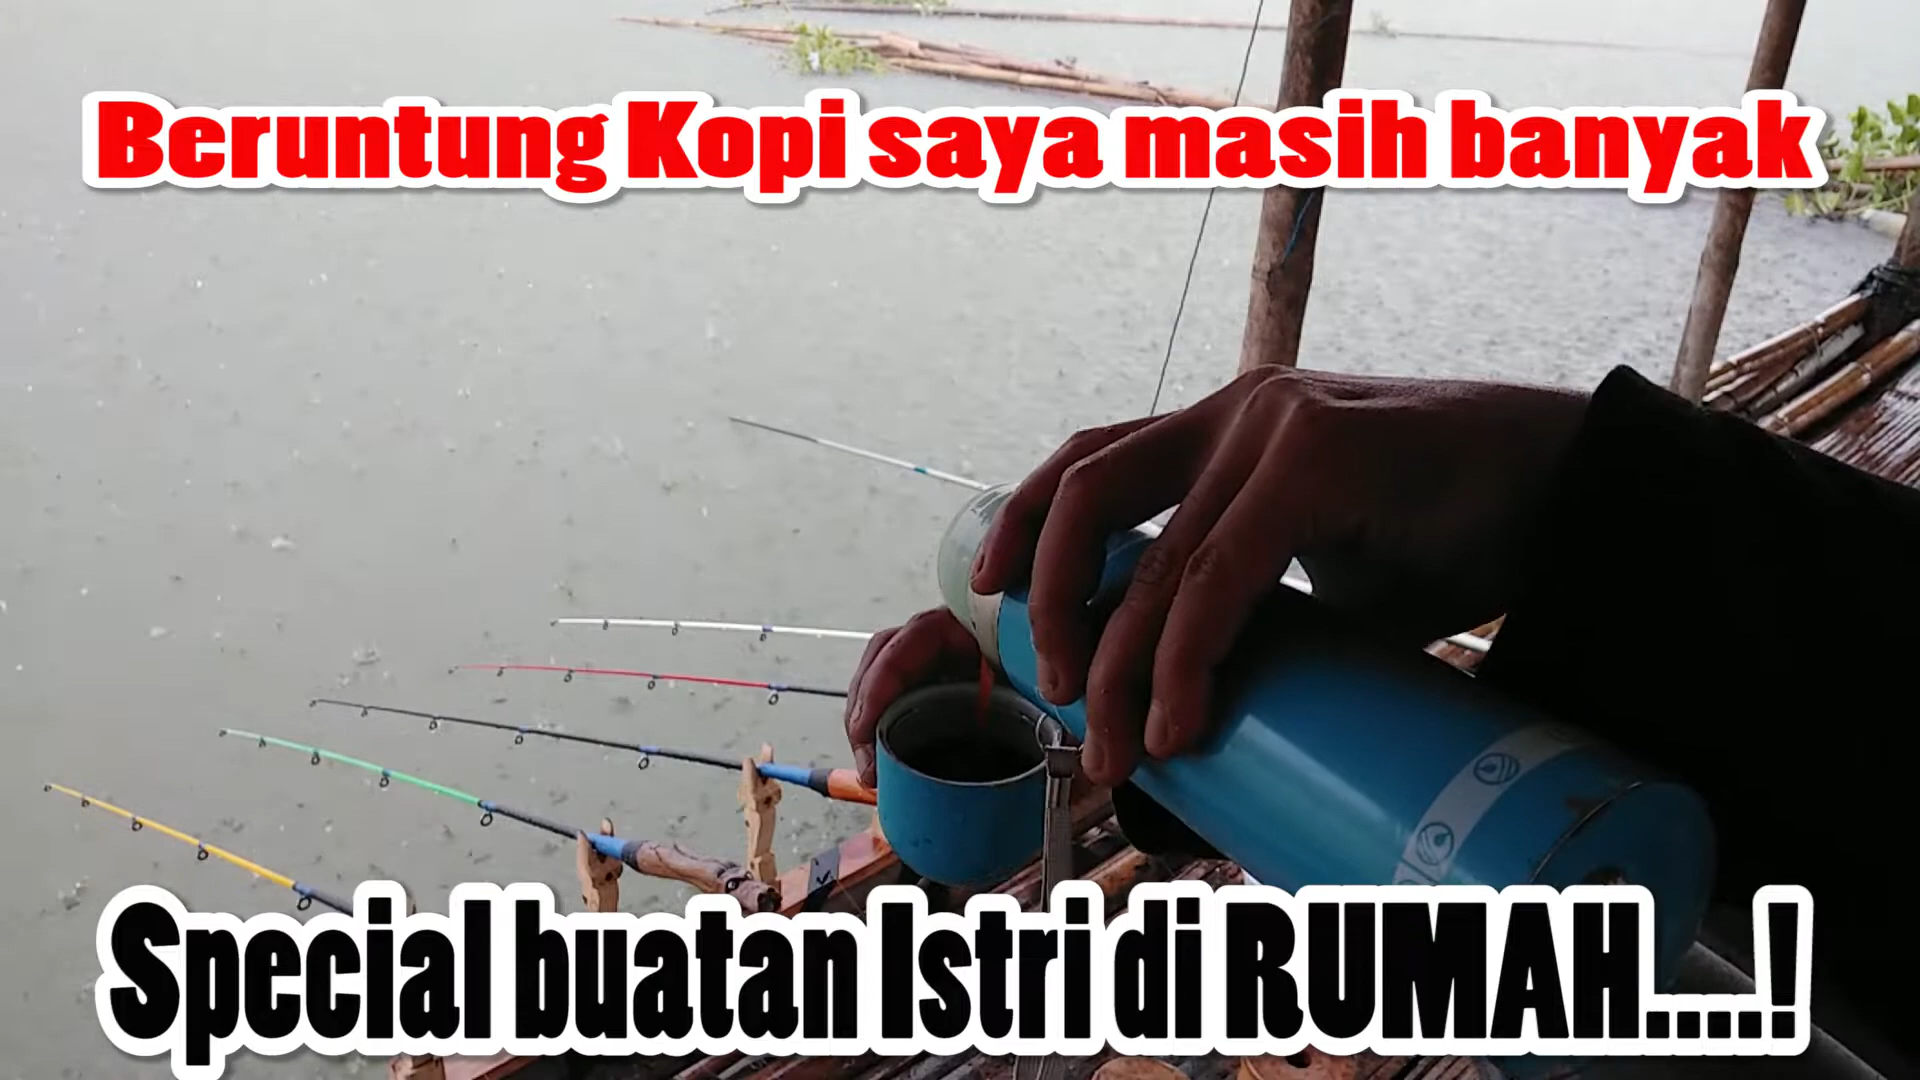 Beruntung Kopi saya masih banyak
Special buatan Istri di RUMAH....!